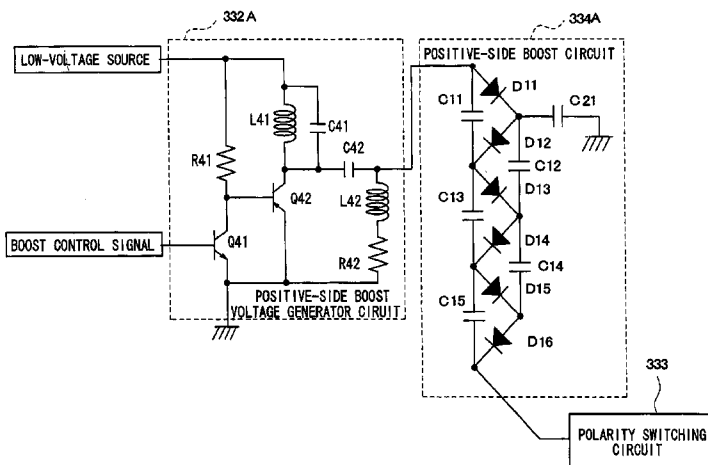 332A
334A
LOW-VOLTAGE SOURCE
POSITIVE-SIDE BOOST CIRCUIT
D11
C11
C21
L41
C41
D12
C42
C12
R41
D13
Q42
L42
C13
D14
BOOST CONTROL SIGNAL
Q41
R42
C14
D15
POSITIVE-SIDE BOOST
VOLTAGE GENERATOR CIRUIT
C15
D16
333
POLARITY SWITCHING
CIRCUIT